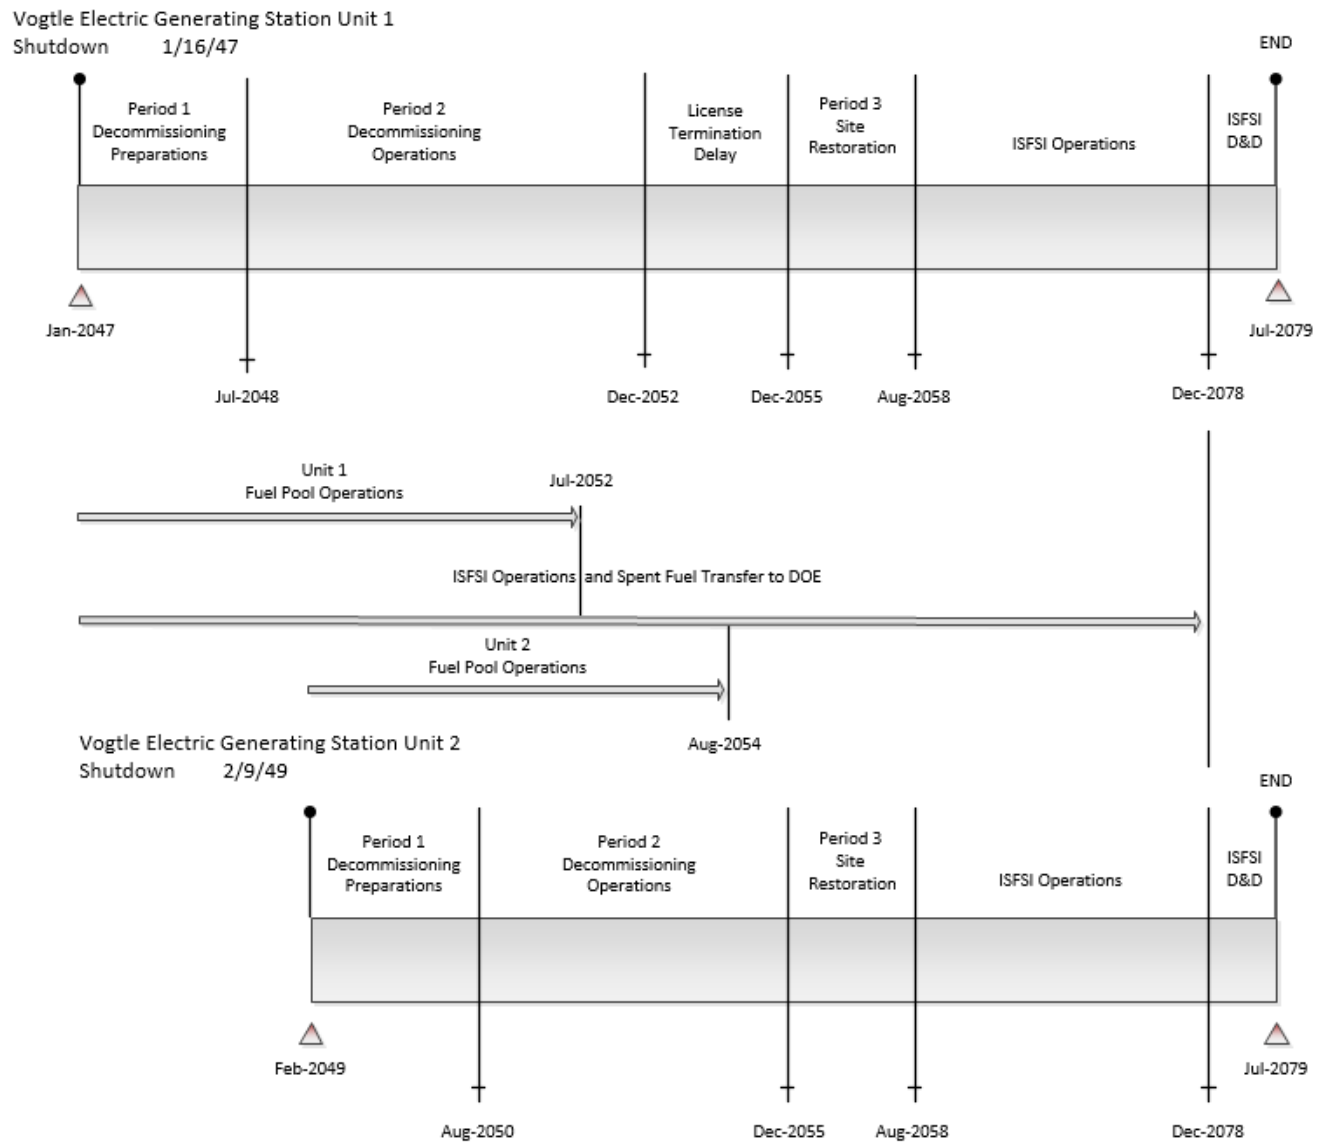 Vogtle Electric Generating Station Unit 1
Shutdown 1/16/47
END
Period 1
Decommissioning
Preparations
Period 2
Decommissioning
Operations
License
Termination
Delay
Period 3
Site
Restoration
ISFSI Operations
ISFSI
D&D
Jan-2047
Jul-2079
Jul-2048
Dec-2052
Dec-2055
Aug-2058
Dec-2078
Unit 1
Fuel Pool Operations
Jul-2052
ISFSI Operations and Spent Fuel Transfer to DOE
Unit 2
Fuel Pool Operations
Aug-2054
Vogtle Electric Generating Station Unit 2
Shutdown 2/9/49
END
Period 1
Decommissioning
Preparations
Period 2
Decommissioning
Operations
Period 3
Site
Restoration
ISFSI Operations
ISFSI
D&D
Feb-2049
Jul-2079
Aug-2050
Dec-2055
Aug-2058
Dec-2078